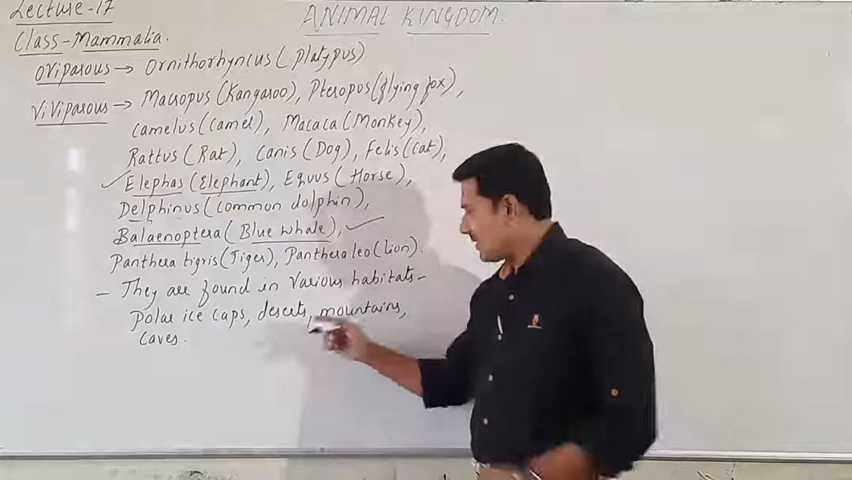 Lecture-17
ANIMAL KINGDOM.
Class-Mammalia.
Oviparous → Ornithorhyncus (Platypus)
Viviparous → Macropus (Kangaroo), Pteropus (flying fox),
Camelus (Camel), Macaca (Monkey),
Rattus (Rat), Canis (Dog), Felis (Cat),
Elephas (Elephant), Equus (Horse),
Delphinus (common dolphin),
Balaenoptera (Blue whale),
Panthera tigris (Tiger), Panthera leo (Lion).
- They are found in various habitats-
Polar ice caps, deserts, mountains,
Caves.